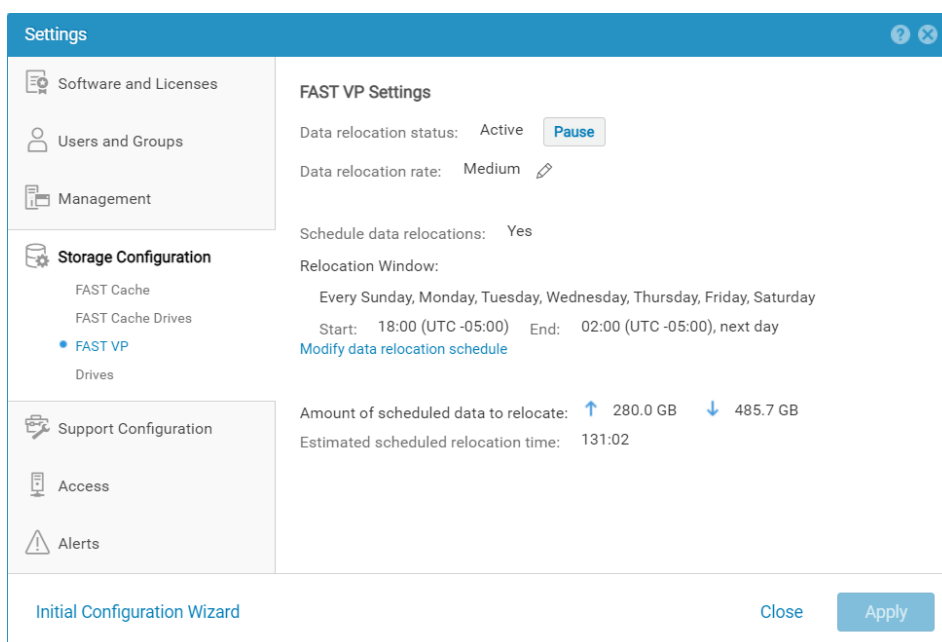 Settings
Software and Licenses
Users and Groups
Management
Storage Configuration
FAST Cache
FAST Cache Drives
FAST VP
Drives
Support Configuration
Access
Alerts
FAST VP Settings
Data relocation status: Active Pause
Data relocation rate: Medium
Schedule data relocations: Yes
Relocation Window:
Every Sunday, Monday, Tuesday, Wednesday, Thursday, Friday, Saturday
Start: 18:00 (UTC -05:00) End: 02:00 (UTC -05:00), next day
Modify data relocation schedule
Amount of scheduled data to relocate: ↑ 280.0 GB ↓ 485.7 GB
Estimated scheduled relocation time: 131:02
Initial Configuration Wizard Close Apply